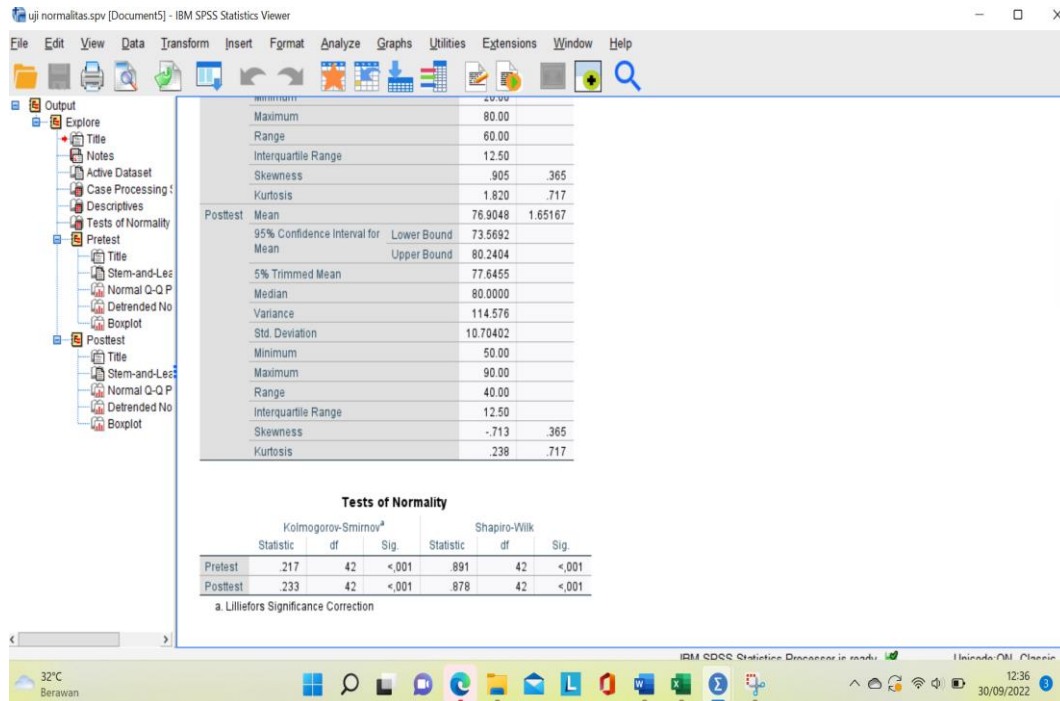 uji normalitas.spv [Document5] - IBM SPSS Statistics Viewer
File Edit View Data Transform Insert Format Analyze Graphs Utilities Extensions Window Help
Output
Explore
Title
Notes
Active Dataset
Case Processing S
Descriptives
Tests of Normality
Pretest
Title
Stem-and-Lea
Normal Q-Q P
Detrended No
Boxplot
Posttest
Title
Stem-and-Lea
Normal Q-Q P
Detrended No
Boxplot
Minimum 20.00
Maximum 80.00
Range 60.00
Interquartile Range 12.50
Skewness .905 .365
Kurtosis 1.820 .717
Posttest Mean 76.9048 1.65167
95% Confidence Interval for Mean Lower Bound 73.5692
Upper Bound 80.2404
5% Trimmed Mean 77.6455
Median 80.0000
Variance 114.576
Std. Deviation 10.70402
Minimum 50.00
Maximum 90.00
Range 40.00
Interquartile Range 12.50
Skewness -.713 .365
Kurtosis .238 .717
Tests of Normality
Kolmogorov-Smirnovᵃ Shapiro-Wilk
Statistic df Sig. Statistic df Sig.
Pretest .217 42 <,001 .891 42 <,001
Posttest .233 42 <,001 .878 42 <,001
a. Lilliefors Significance Correction
IBM SPSS Statistics Processor is ready Unicode:ON Classic
32°C
Berawan
12:36
30/09/2022
3